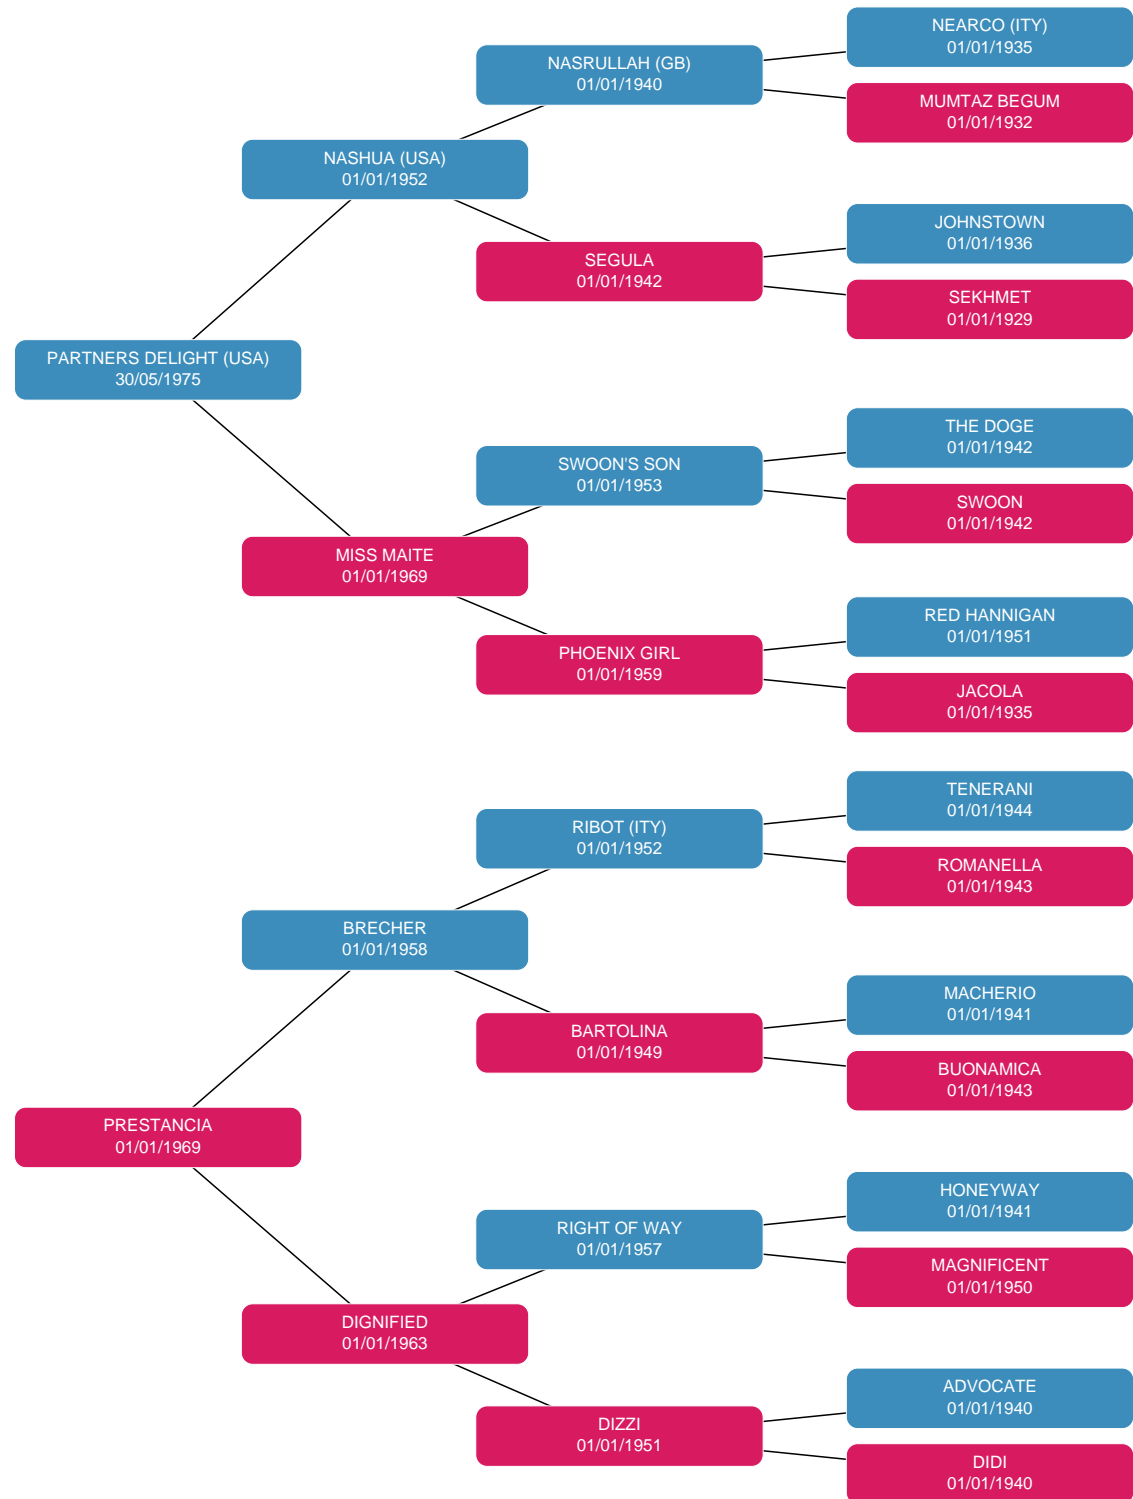 NEARCO (ITY)
01/01/1935
NASRULLAH (GB)
01/01/1940
MUMTAZ BEGUM
01/01/1932
NASHUA (USA)
01/01/1952
JOHNSTOWN
01/01/1936
SEGULA
01/01/1942
SEKHMET
01/01/1929
PARTNERS DELIGHT (USA)
30/05/1975
THE DOGE
01/01/1942
SWOON'S SON
01/01/1953
SWOON
01/01/1942
MISS MAITE
01/01/1969
RED HANNIGAN
01/01/1951
PHOENIX GIRL
01/01/1959
JACOLA
01/01/1935
TENERANI
01/01/1944
RIBOT (ITY)
01/01/1952
ROMANELLA
01/01/1943
BRECHER
01/01/1958
MACHERIO
01/01/1941
BARTOLINA
01/01/1949
BUONAMICA
01/01/1943
PRESTANCIA
01/01/1969
HONEYWAY
01/01/1941
RIGHT OF WAY
01/01/1957
MAGNIFICENT
01/01/1950
DIGNIFIED
01/01/1963
ADVOCATE
01/01/1940
DIZZI
01/01/1951
DIDI
01/01/1940